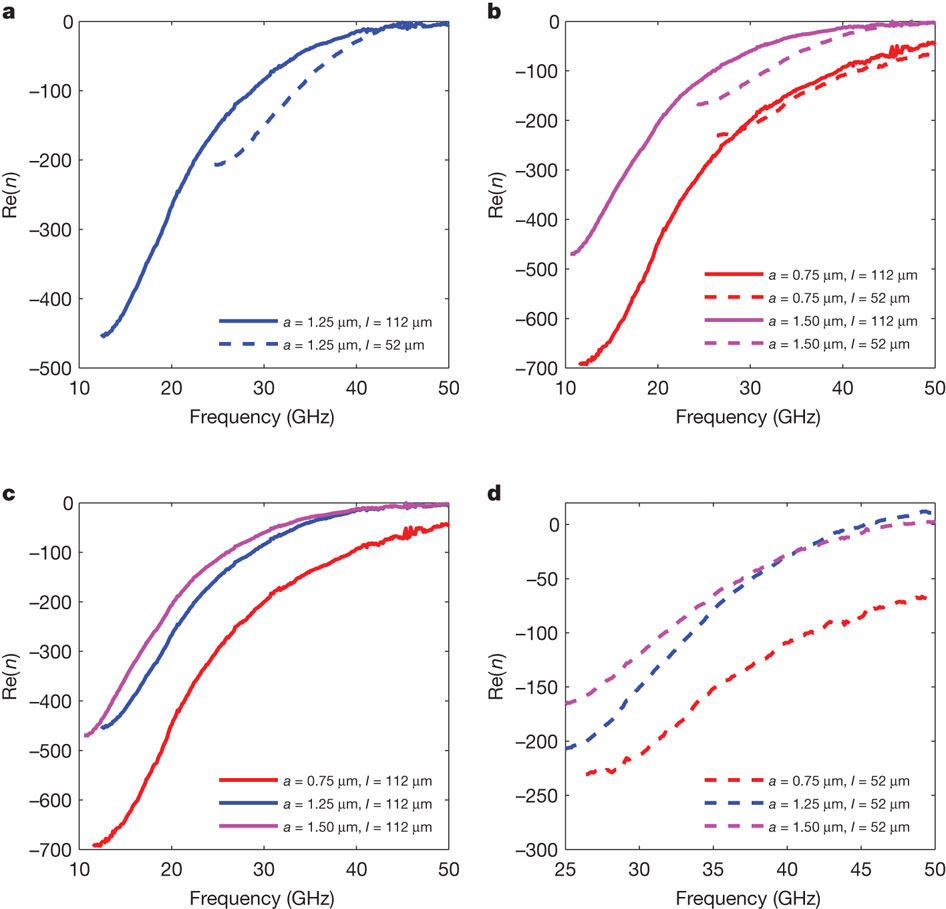 a
0
−100
−200
−300
−400
−500
Re(n)
10 20 30 40 50
Frequency (GHz)
a = 1.25 μm, l = 112 μm
a = 1.25 μm, l = 52 μm
b
0
−100
−200
−300
−400
−500
−600
−700
Re(n)
10 20 30 40 50
Frequency (GHz)
a = 0.75 μm, l = 112 μm
a = 0.75 μm, l = 52 μm
a = 1.50 μm, l = 112 μm
a = 1.50 μm, l = 52 μm
c
0
−100
−200
−300
−400
−500
−600
−700
Re(n)
10 20 30 40 50
Frequency (GHz)
a = 0.75 μm, l = 112 μm
a = 1.25 μm, l = 112 μm
a = 1.50 μm, l = 112 μm
d
0
−50
−100
−150
−200
−250
−300
Re(n)
25 30 35 40 45 50
Frequency (GHz)
a = 0.75 μm, l = 52 μm
a = 1.25 μm, l = 52 μm
a = 1.50 μm, l = 52 μm